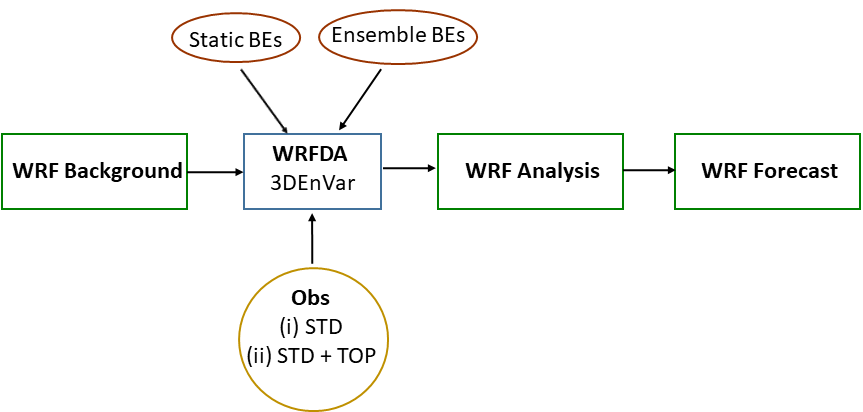 Static BEs
Ensemble BEs
WRF Background
WRFDA
3DEnVar
WRF Analysis
WRF Forecast
Obs
(i) STD
(ii) STD + TOP